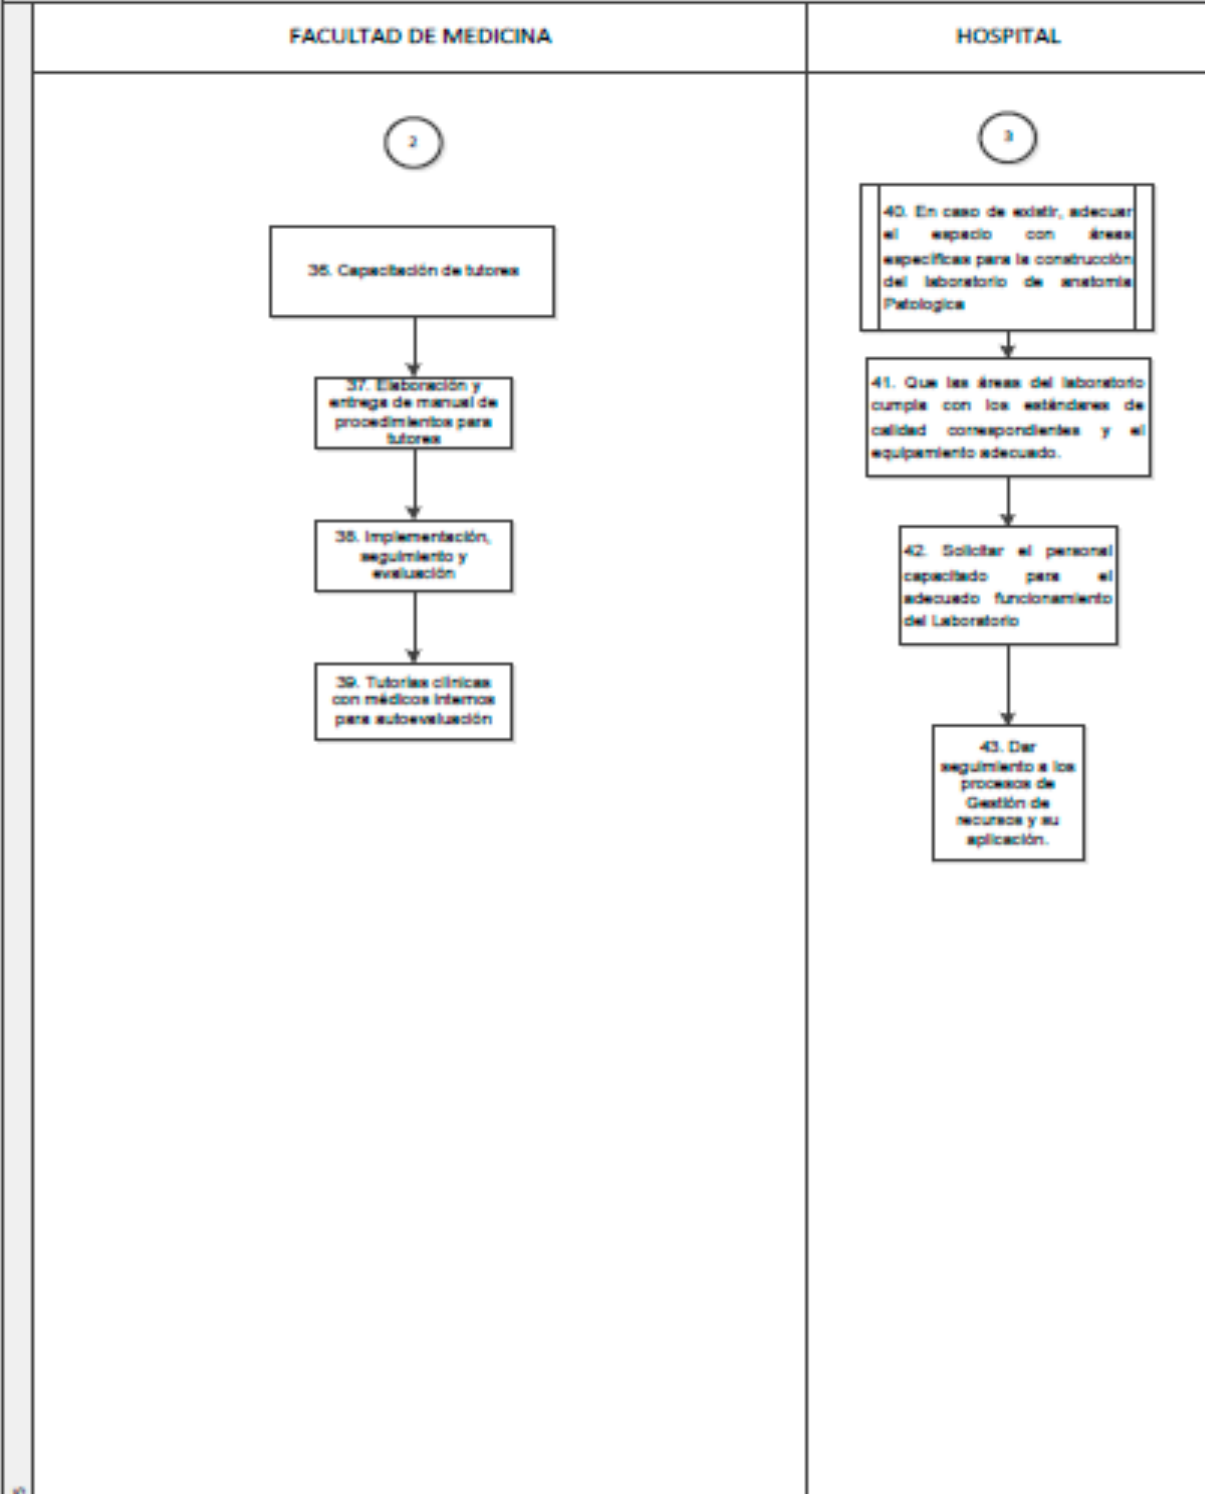 FACULTAD DE MEDICINA
HOSPITAL
2
36. Capacitación de tutores
37. Elaboración y
entrega de manual de
procedimientos para
tutores
38. Implementación,
seguimiento y
evaluación
39. Tutorías clínicas
con médicos internos
para autoevaluación
3
40. En caso de existir, adecuar
el espacio con áreas
específicas para la construcción
del laboratorio de anatomía
Patologica
41. Que las áreas del laboratorio
cumpla con los estándares de
calidad correspondientes y el
equipamiento adecuado.
42. Solicitar el personal
capacitado para el
adecuado funcionamiento
del Laboratorio
43. Dar
seguimiento a los
procesos de
Gestión de
recursos y su
aplicación.